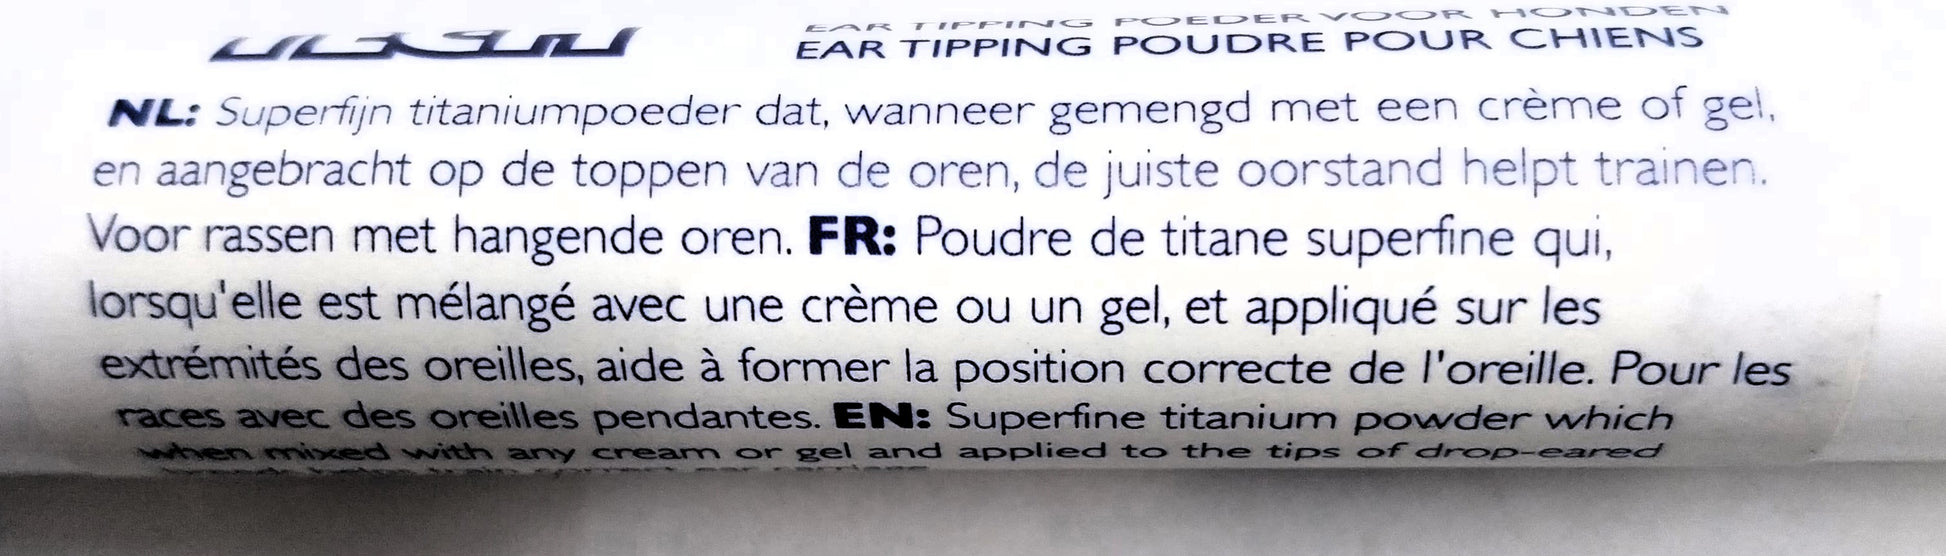 EAR TIPPING POEDER VOOR HONDEN
EAR TIPPING POUDRE POUR CHIENS
NL: Superfijn titaniumpoeder dat, wanneer gemengd met een crème of gel,
en aangebracht op de toppen van de oren, de juiste oorstand helpt trainen.
Voor rassen met hangende oren. FR: Poudre de titane superfine qui,
lorsqu'elle est mélangé avec une crème ou un gel, et appliqué sur les
extrémités des oreilles, aide à former la position correcte de l'oreille. Pour les
races avec des oreilles pendantes. EN: Superfine titanium powder which
when mixed with any cream or gel and applied to the tips of drop-eared